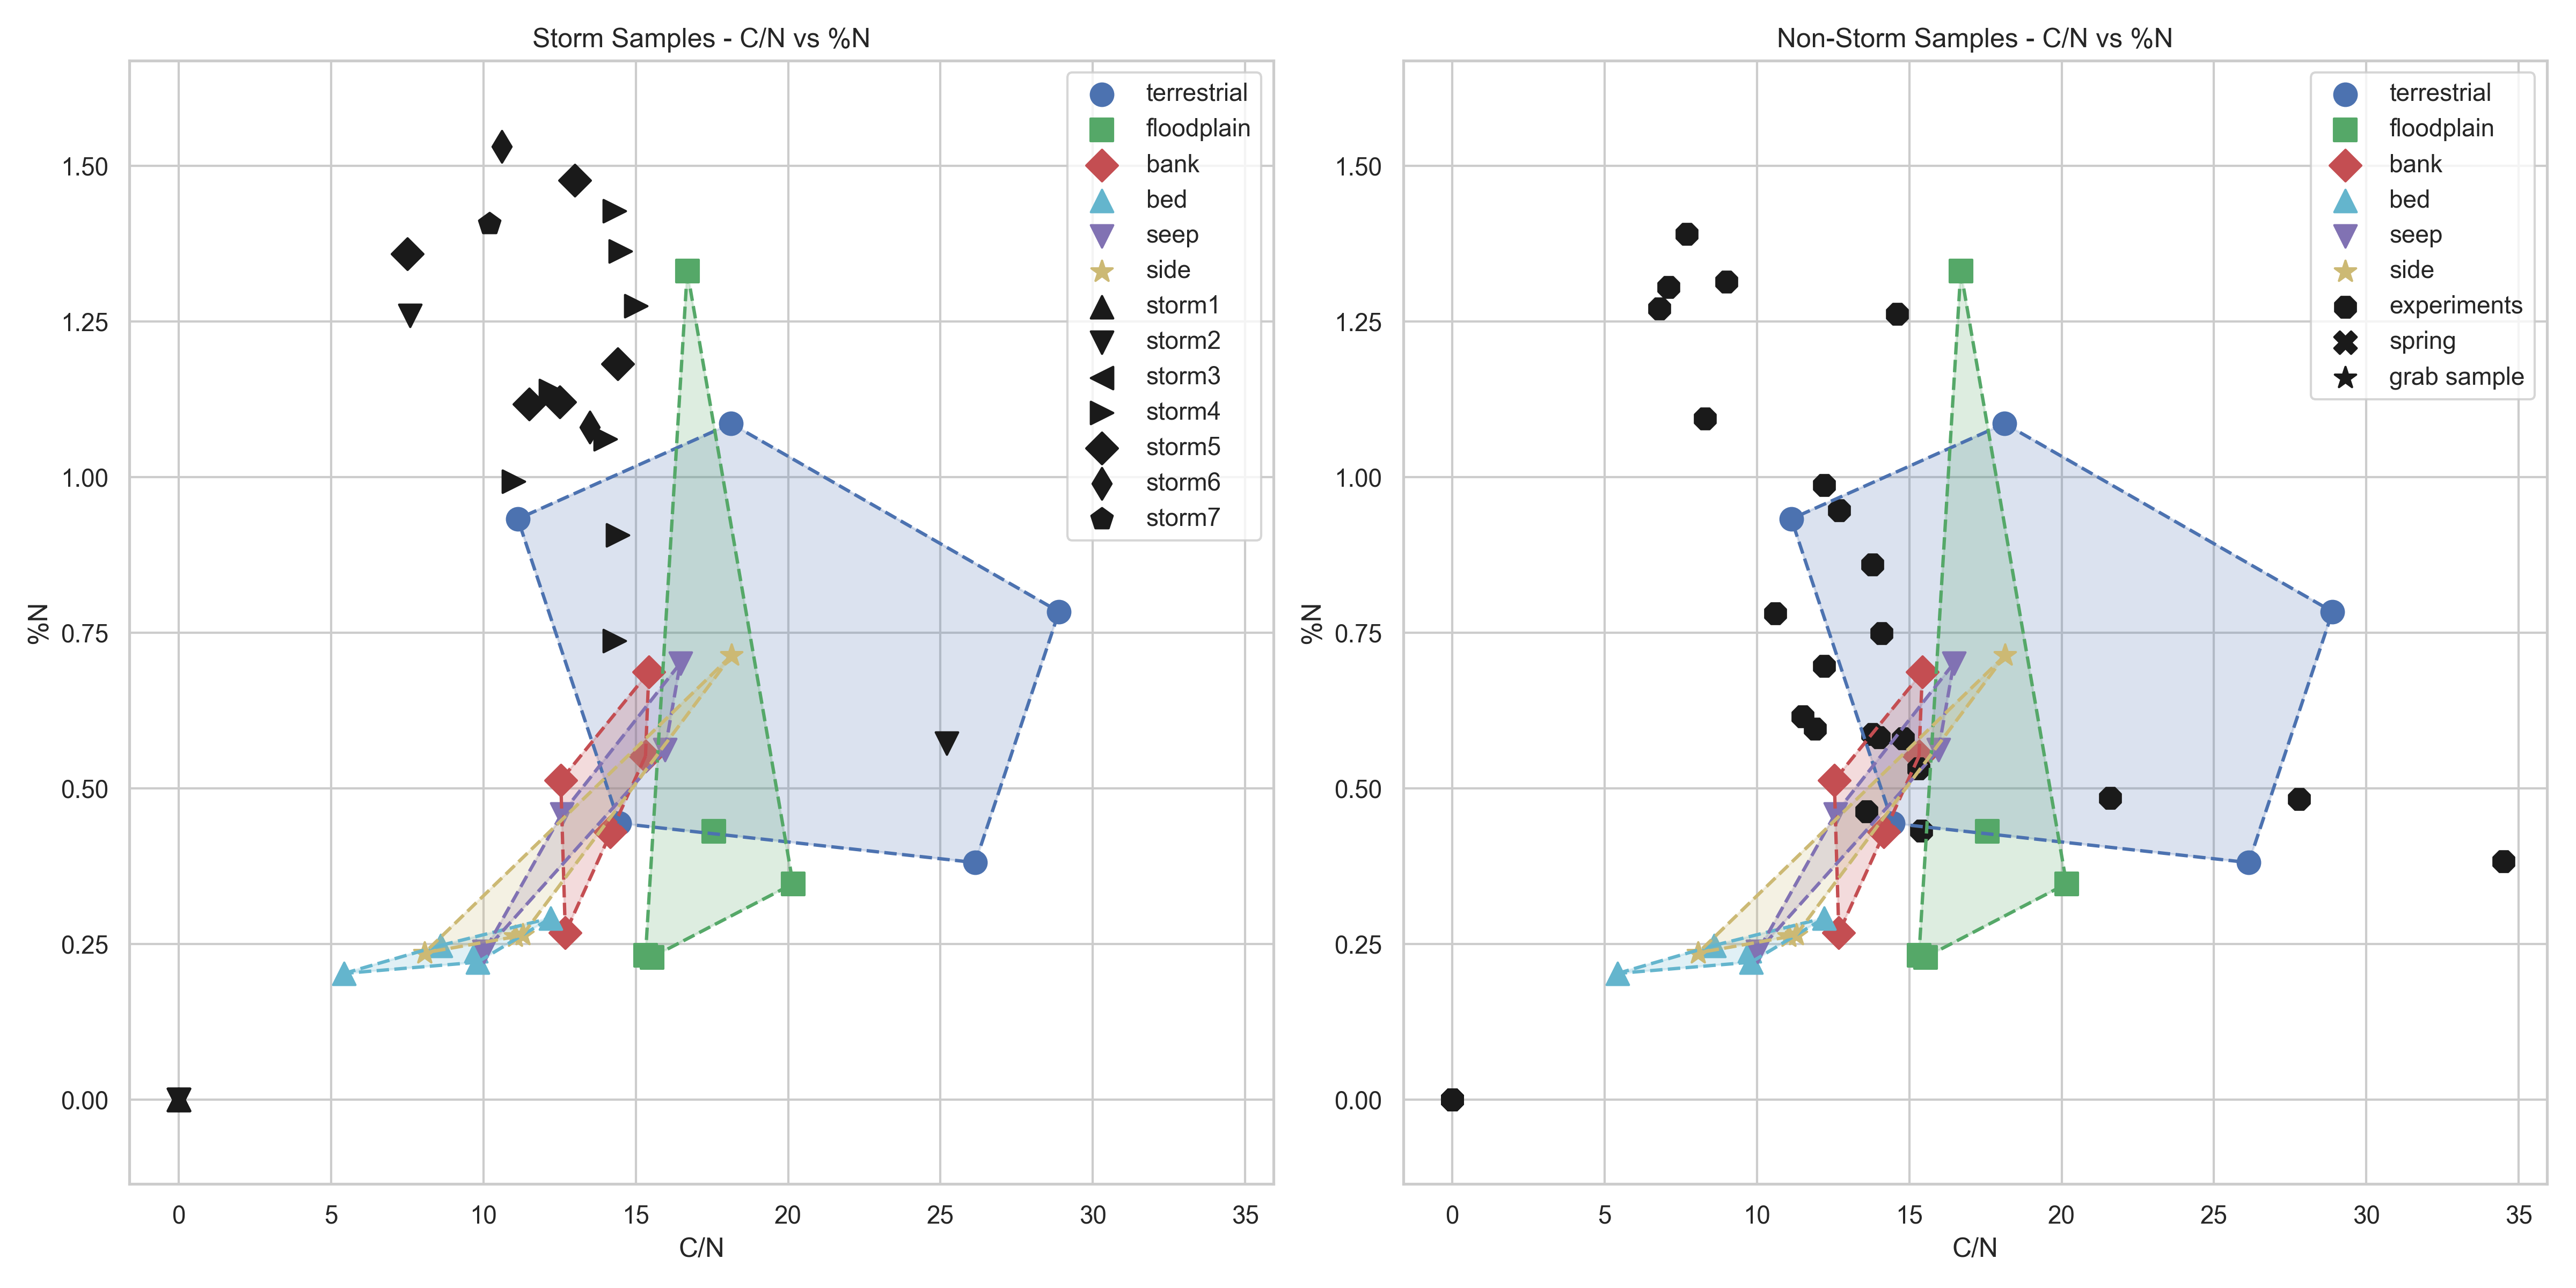 Storm Samples - C/N vs %N
%N
1.50
1.25
1.00
0.75
0.50
0.25
0.00
0 5 10 15 20 25 30 35
C/N
terrestrial
floodplain
bank
bed
seep
side
storm1
storm2
storm3
storm4
storm5
storm6
storm7
Non-Storm Samples - C/N vs %N
%N
1.50
1.25
1.00
0.75
0.50
0.25
0.00
0 5 10 15 20 25 30 35
C/N
terrestrial
floodplain
bank
bed
seep
side
experiments
spring
grab sample